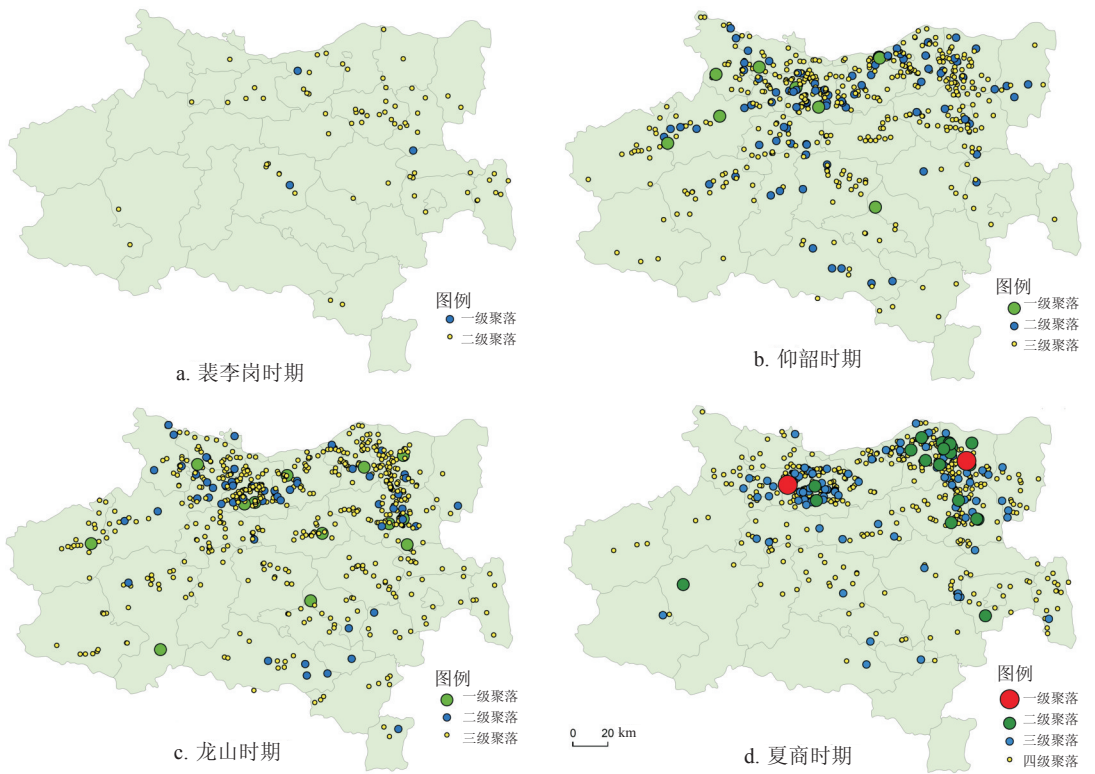 图例
一级聚落
二级聚落
a. 裴李岗时期
图例
一级聚落
二级聚落
三级聚落
b. 仰韶时期
图例
一级聚落
二级聚落
三级聚落
c. 龙山时期
0 20 km
图例
一级聚落
二级聚落
三级聚落
四级聚落
d. 夏商时期